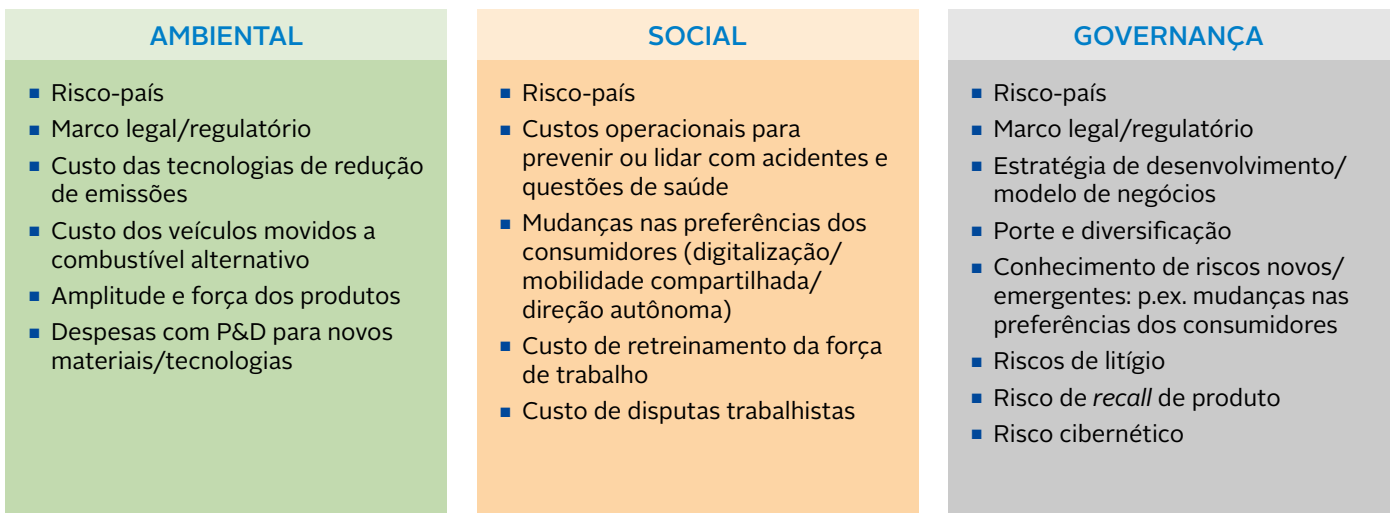 AMBIENTAL
▪ Risco-país
▪ Marco legal/regulatório
▪ Custo das tecnologias de redução
de emissões
▪ Custo dos veículos movidos a
combustível alternativo
▪ Amplitude e força dos produtos
▪ Despesas com P&D para novos
materiais/tecnologias
SOCIAL
▪ Risco-país
▪ Custos operacionais para
prevenir ou lidar com acidentes e
questões de saúde
▪ Mudanças nas preferências dos
consumidores (digitalização/
mobilidade compartilhada/
direção autônoma)
▪ Custo de retreinamento da força
de trabalho
▪ Custo de disputas trabalhistas
GOVERNANÇA
▪ Risco-país
▪ Marco legal/regulatório
▪ Estratégia de desenvolvimento/
modelo de negócios
▪ Porte e diversificação
▪ Conhecimento de riscos novos/
emergentes: p.ex. mudanças nas
preferências dos consumidores
▪ Riscos de litígio
▪ Risco de recall de produto
▪ Risco cibernético